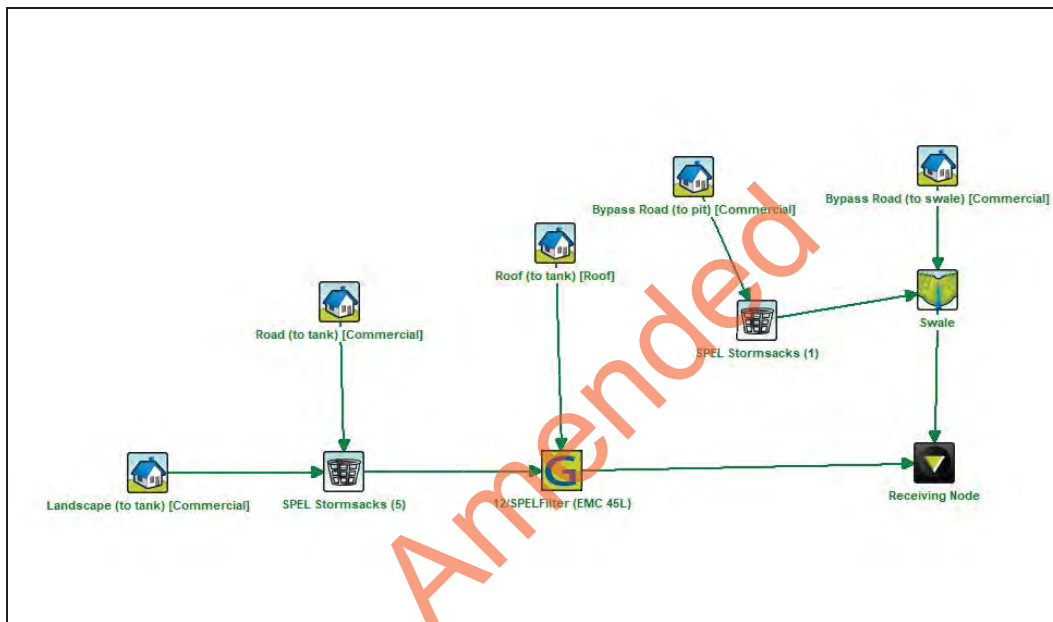 Bypass Road (to pit) [Commercial]
Bypass Road (to swale) [Commercial]
Roof (to tank) [Roof]
Road (to tank) [Commercial]
Swale
SPEL Stormsacks (1)
Landscape (to tank) [Commercial]
SPEL Stormsacks (5)
G
12/SPELFilter (EMC 45L)
Receiving Node
Amended